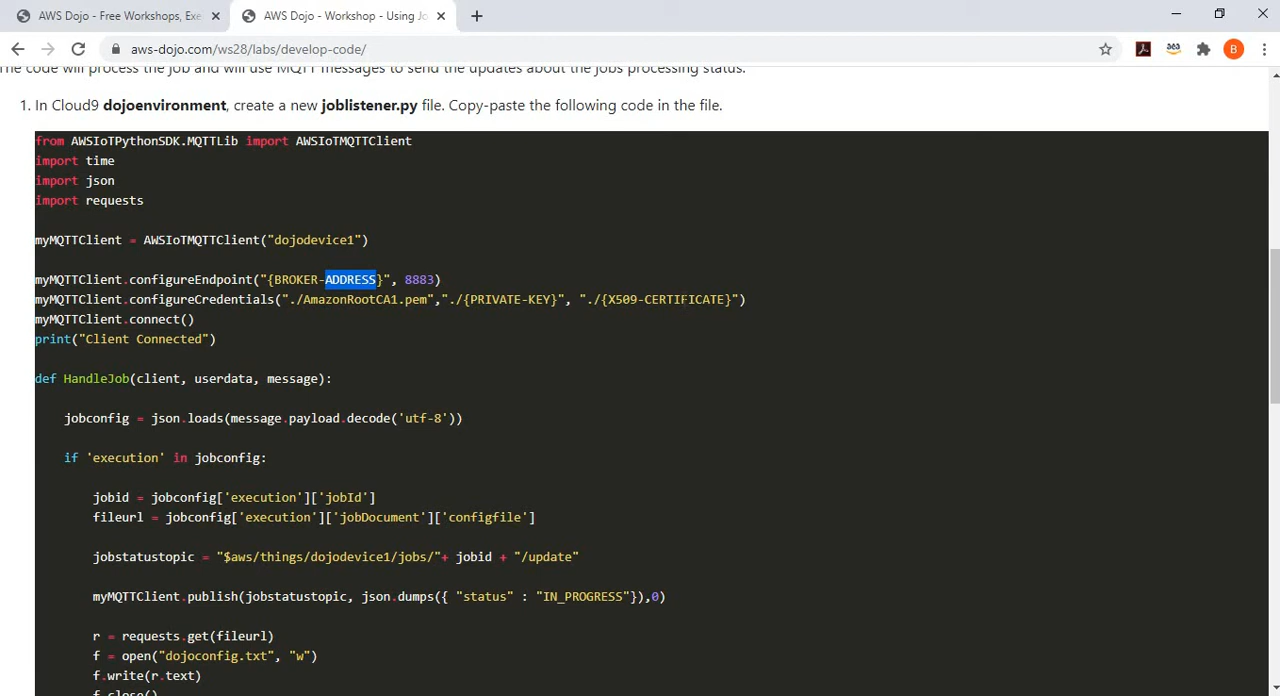 AWS Dojo - Free Workshops, Exe
AWS Dojo - Workshop - Using Jo
aws-dojo.com/ws28/labs/develop-code/
B
The code will process the job and will use MQTT messages to send the updates about the jobs processing status.
1. In Cloud9 dojoenvironment, create a new joblistener.py file. Copy-paste the following code in the file.
from AWSIoTPythonSDK.MQTTLib import AWSIoTMQTTClient
import time
import json
import requests
myMQTTClient = AWSIoTMQTTClient("dojodevice1")
myMQTTClient.configureEndpoint("{BROKER-ADDRESS}", 8883)
myMQTTClient.configureCredentials("./AmazonRootCA1.pem","./{PRIVATE-KEY}", "./{X509-CERTIFICATE}")
myMQTTClient.connect()
print("Client Connected")
def HandleJob(client, userdata, message):
jobconfig = json.loads(message.payload.decode('utf-8'))
if 'execution' in jobconfig:
jobid = jobconfig['execution']['jobId']
fileurl = jobconfig['execution']['jobDocument']['configfile']
jobstatustopic = "$aws/things/dojodevice1/jobs/"+ jobid + "/update"
myMQTTClient.publish(jobstatustopic, json.dumps({ "status" : "IN_PROGRESS"}),0)
r = requests.get(fileurl)
f = open("dojoconfig.txt", "w")
f.write(r.text)
f.close()